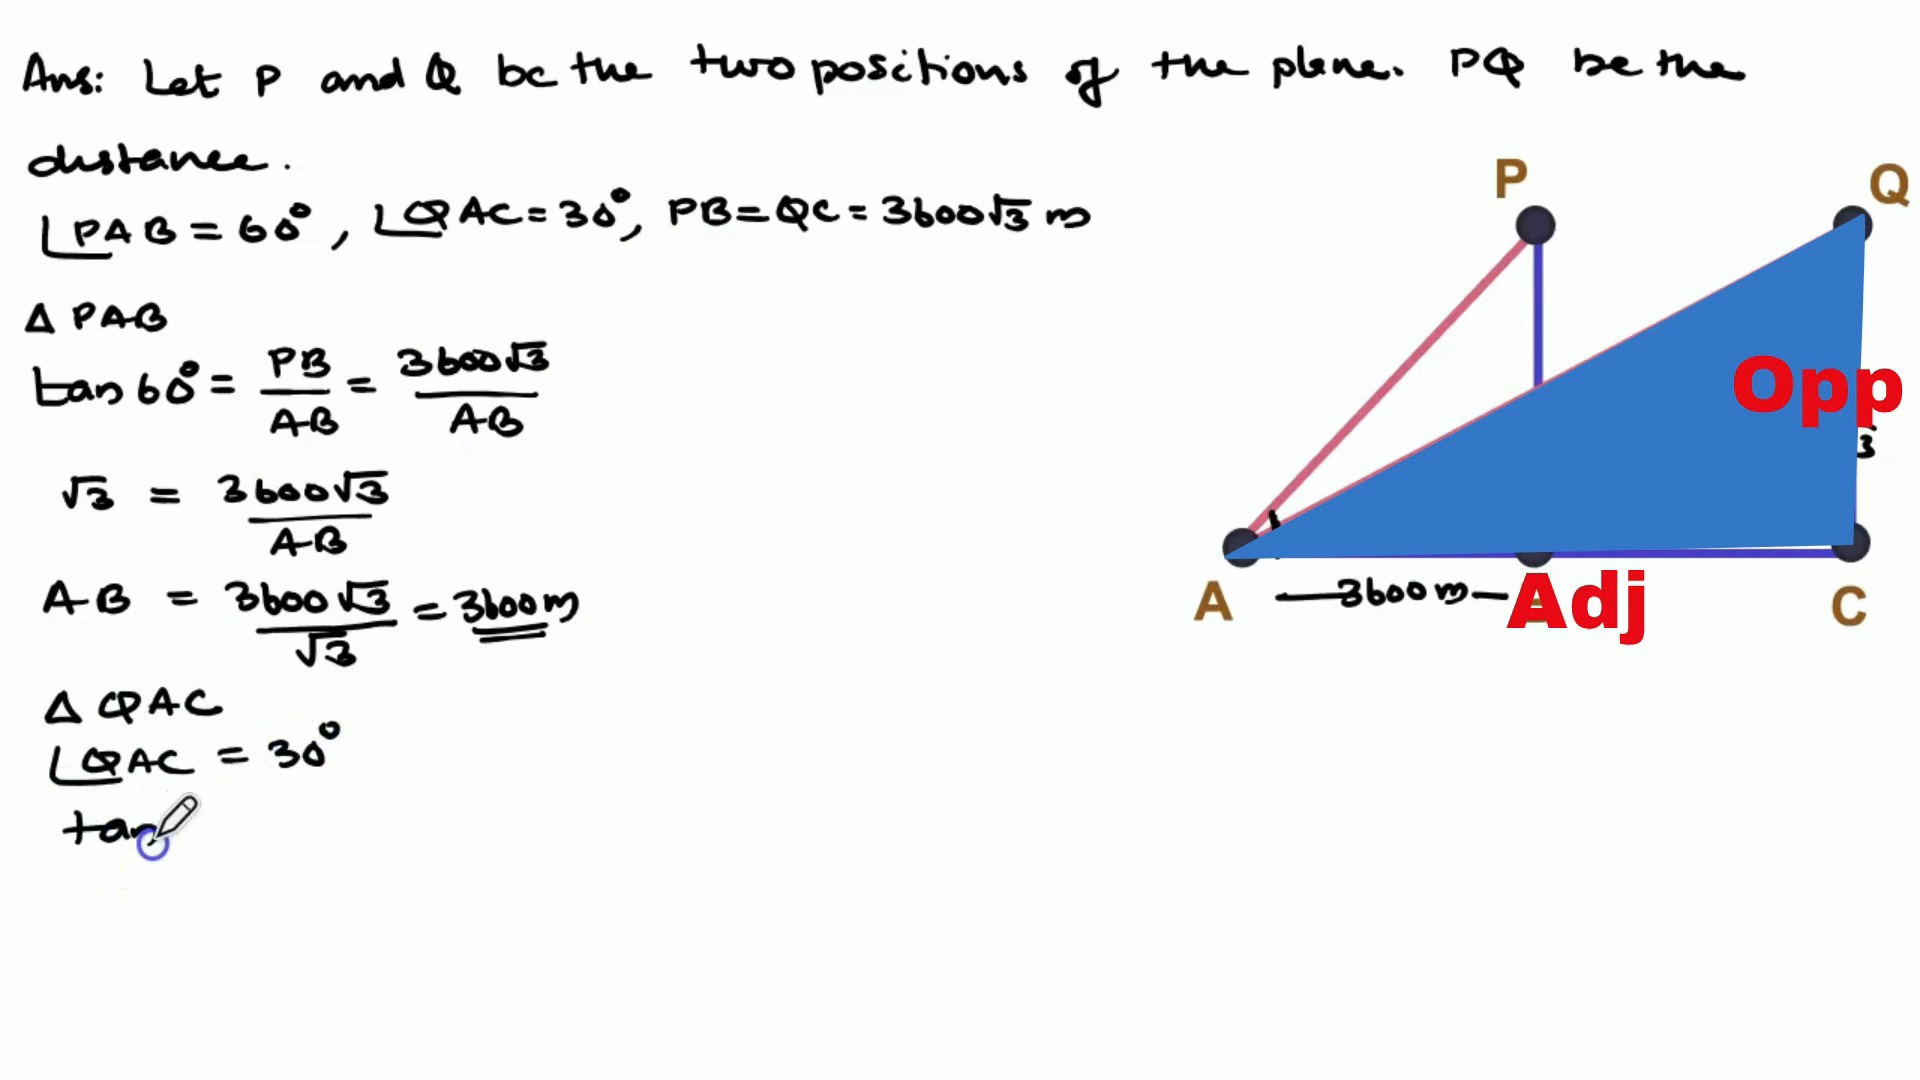 Ans: Let P and Q be the two positions of the plane. PQ be the
distance.
∠PAB = 60°, ∠QAC = 30°, PB = QC = 3600√3 m
Δ PAB
tan 60° = PB/AB = 3600√3/AB
√3 = 3600√3/AB
AB = 3600√3/√3 = 3600 m
Δ QAC
∠QAC = 30°
tan
P
Q
Opp
3
A
3600 m
Adj
C